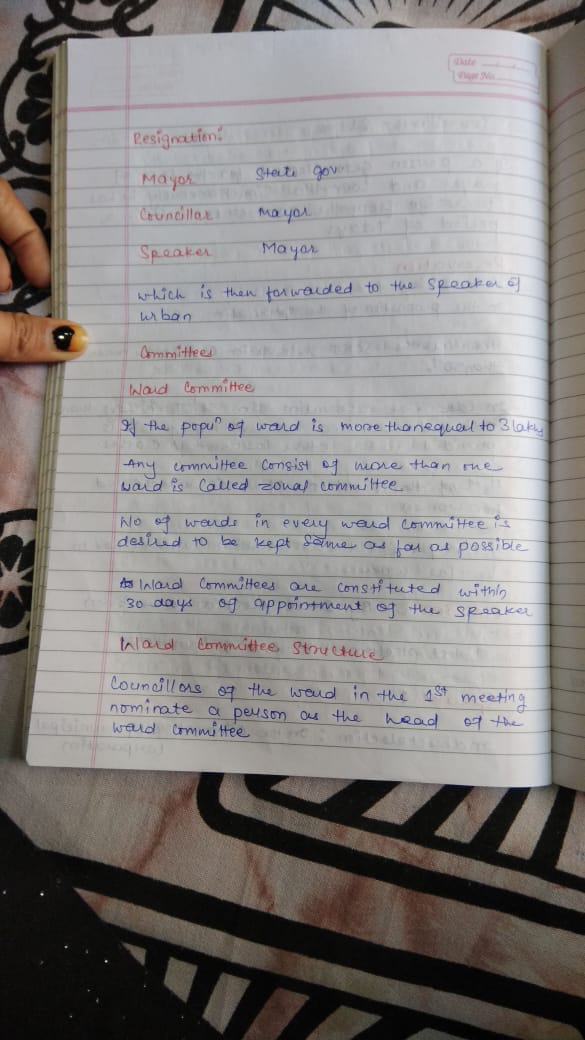 Date
Page No.
Resignation:
Mayor State gov
Councillor Mayor
Speaker Mayor
which is then forwarded to the speaker of
urban
Committees
Ward Committee
If the popuⁿ of ward is more thanequal to 3 lakhs
Any committee consist of more than one
ward is called zonal committee
No of wards in every ward committee is
desired to be kept same as far as possible
Ward Committees are constituted within
30 days of appointment of the speaker
Ward Committee Structure
Councillors of the ward in the 1st meeting
nominate a person as the head of the
ward committee